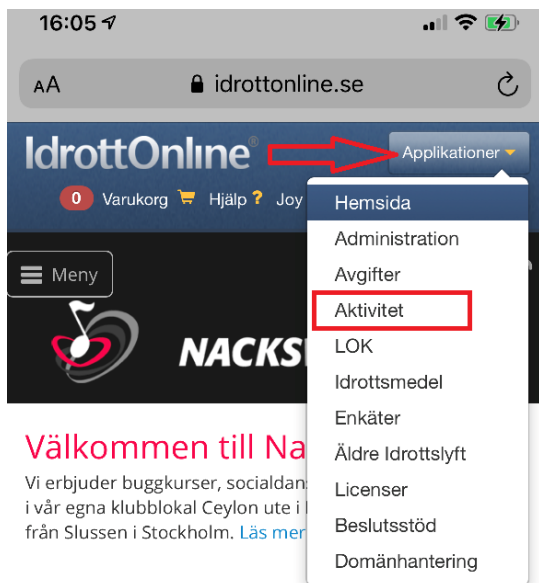 16:05
AA idrottonline.se
IdrottOnline®
Applikationer
0 Varukorg Hjälp ? Joy
Hemsida
Administration
Avgifter
Aktivitet
LOK
Idrottsmedel
Enkäter
Äldre Idrottslyft
Licenser
Beslutsstöd
Domänhantering
Meny
NACKS
Välkommen till Na
Vi erbjuder buggkurser, socialdan
i vår egna klubblokal Ceylon ute i
från Slussen i Stockholm. Läs mer